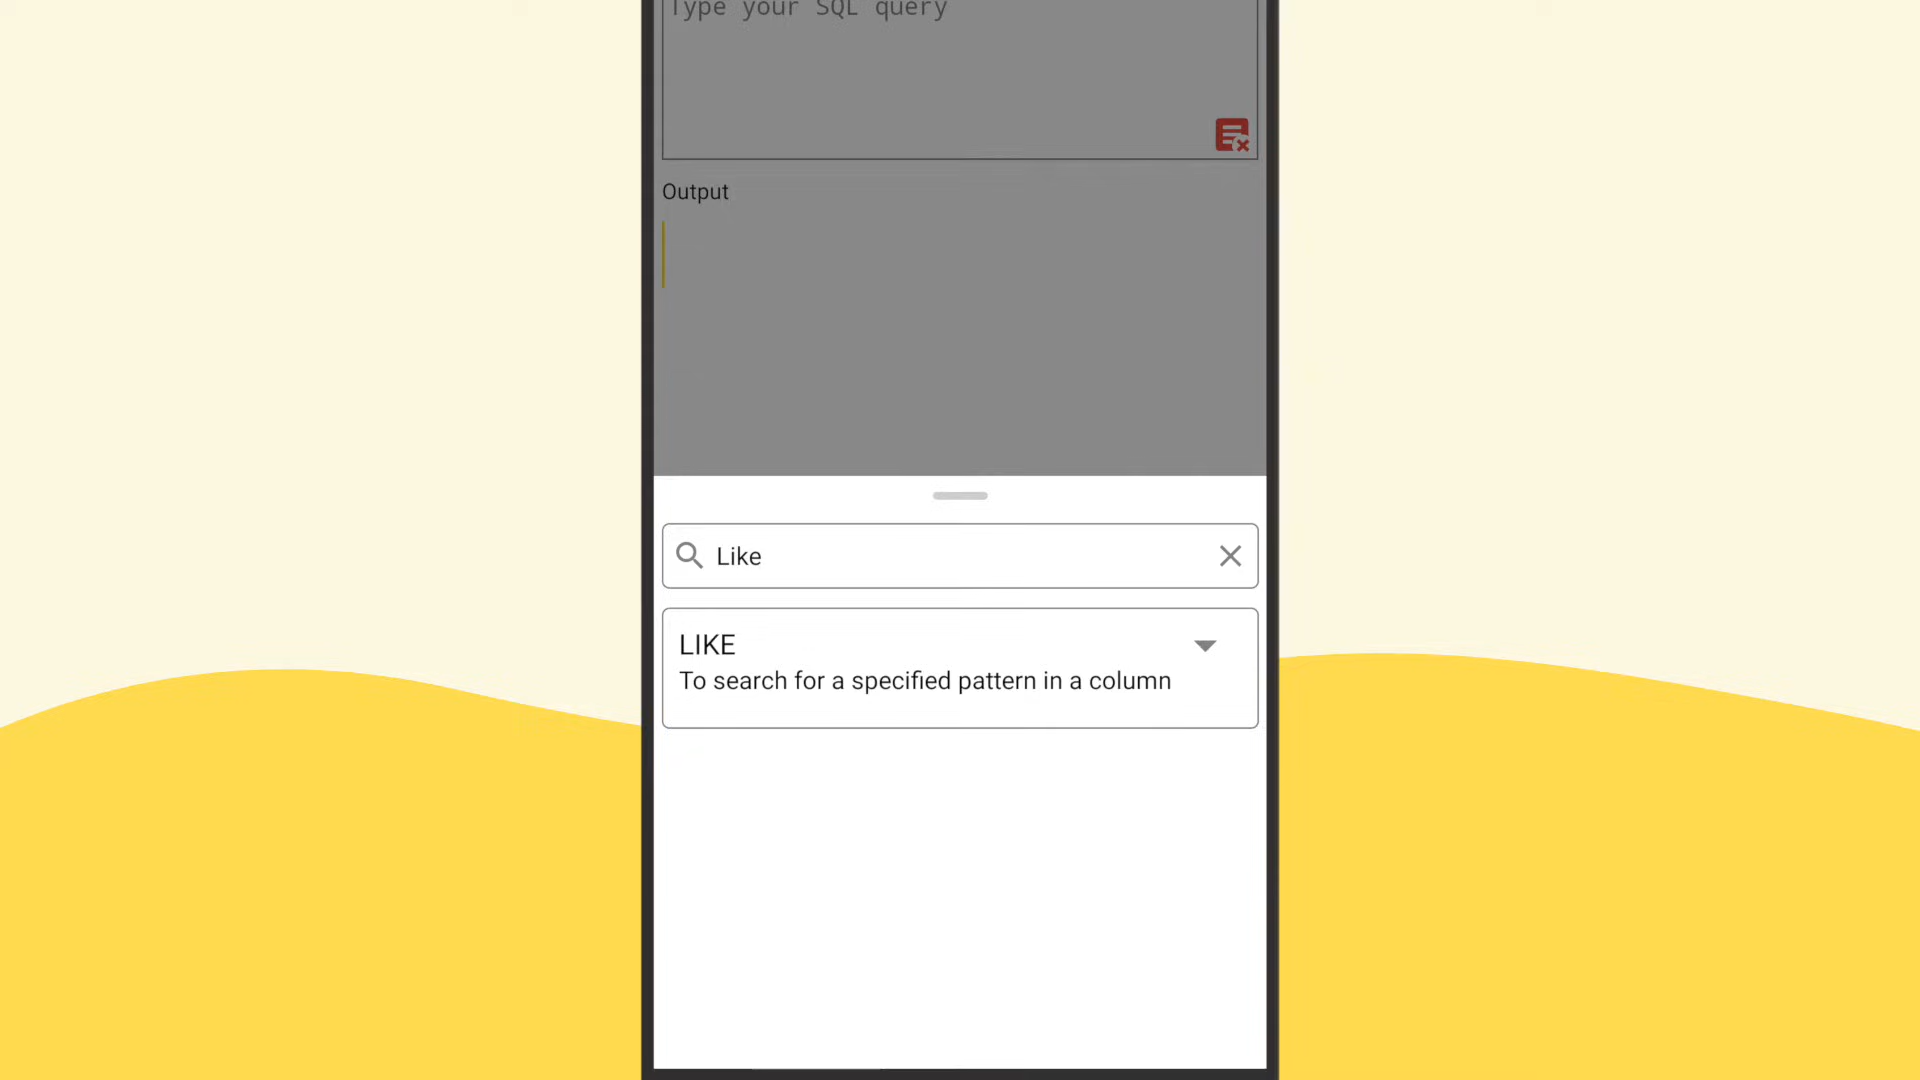 Type your SQL query
Output
Like
LIKE
To search for a specified pattern in a column